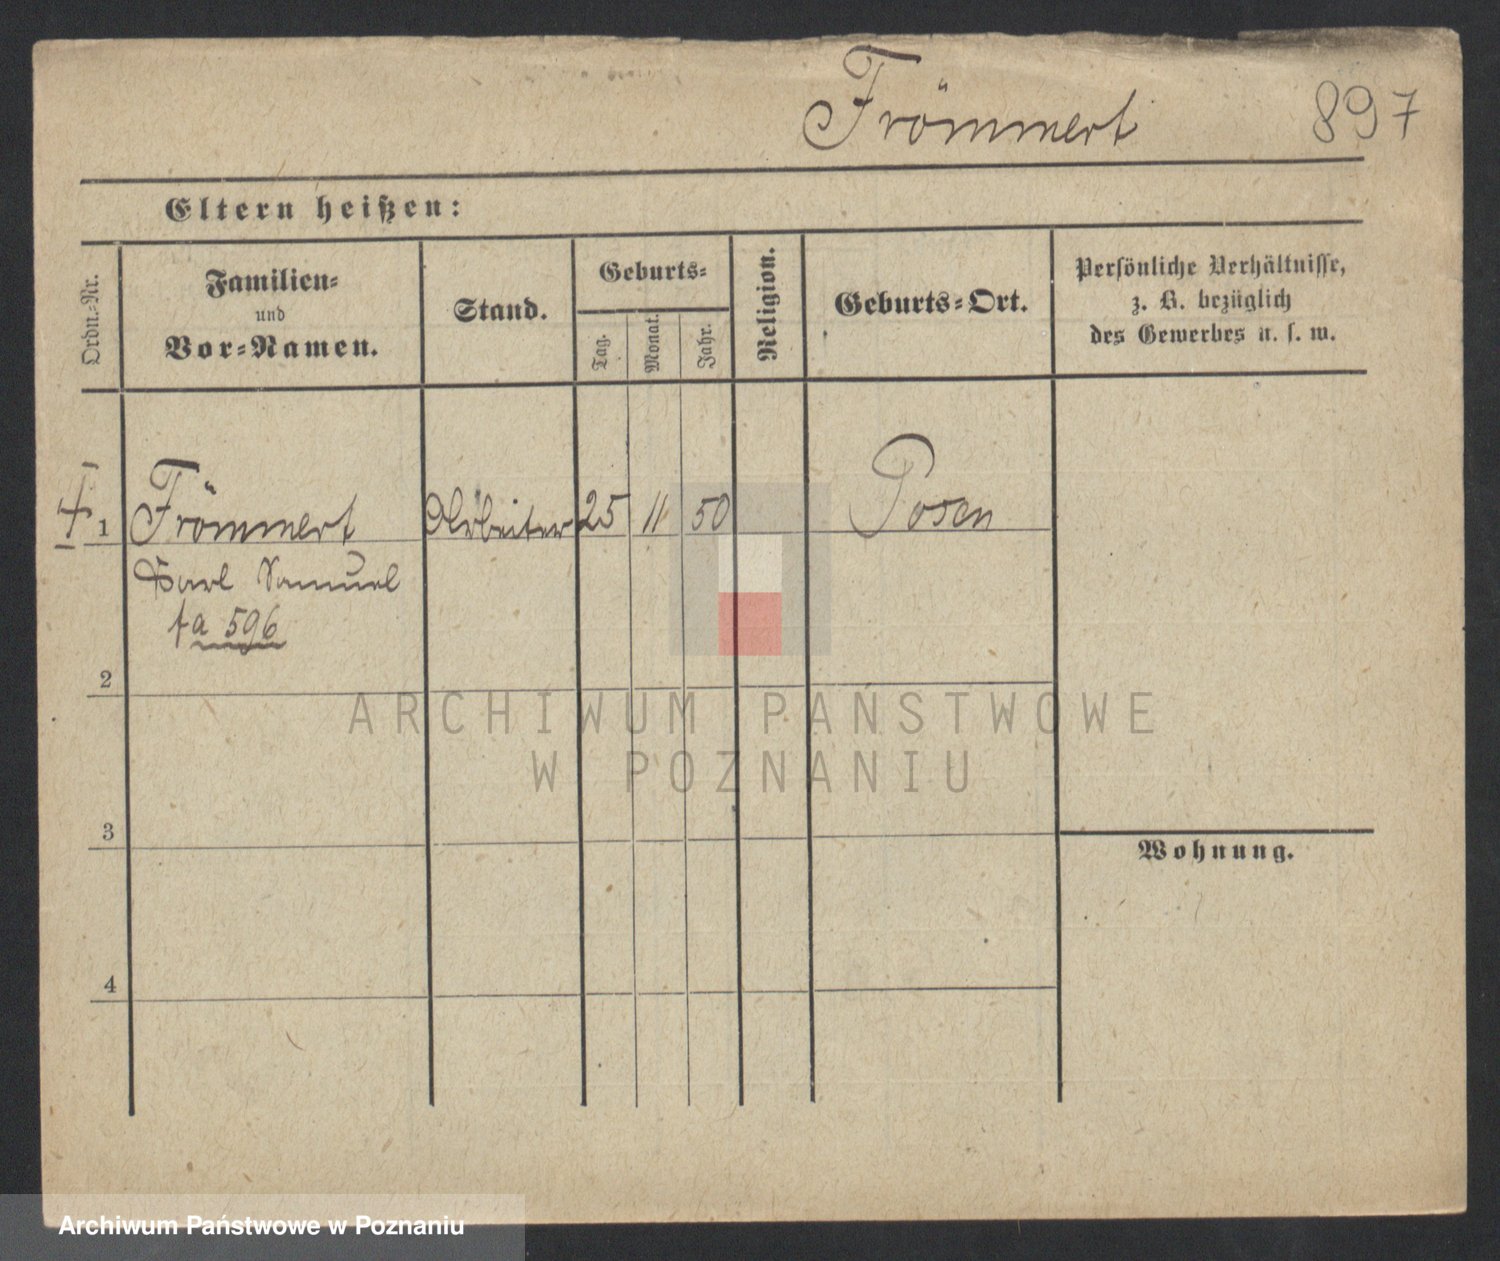 Frömmert
897
Eltern heißen:
Ordn.-Nr.
Familien-
und
Vor-Namen.
Stand.
Geburts-
Tag.
Monat.
Jahr.
Religion.
Geburts-Ort.
Persönliche Verhältnisse,
z. B. bezüglich
des Gewerbes u. s. w.
1 Frömmert Arbeiter 25 11 50 Posen
Karl Samuel
a 596
2
3
4
Wohnung.
ARCHIWUM PAŃSTWOWE
W POZNANIU
Archiwum Państwowe w Poznaniu